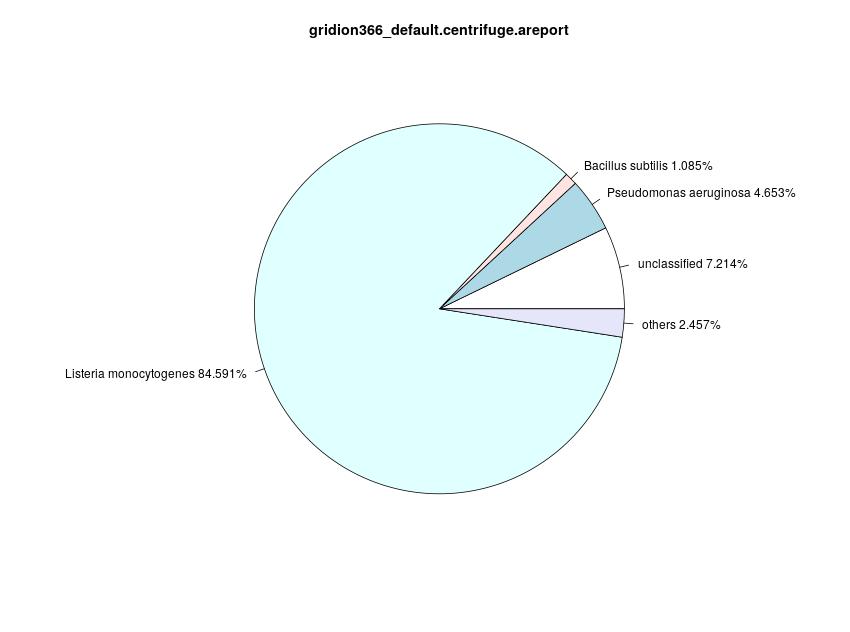 gridion366_default.centrifuge.areport
Bacillus subtilis 1.085%
Pseudomonas aeruginosa 4.653%
unclassified 7.214%
others 2.457%
Listeria monocytogenes 84.591%